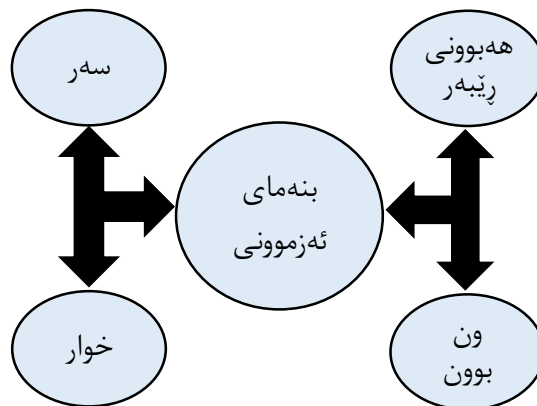 سەر
هەبوونی
ڕێبەر
بنەمای
ئەزموونی
خوار
ون
بوون